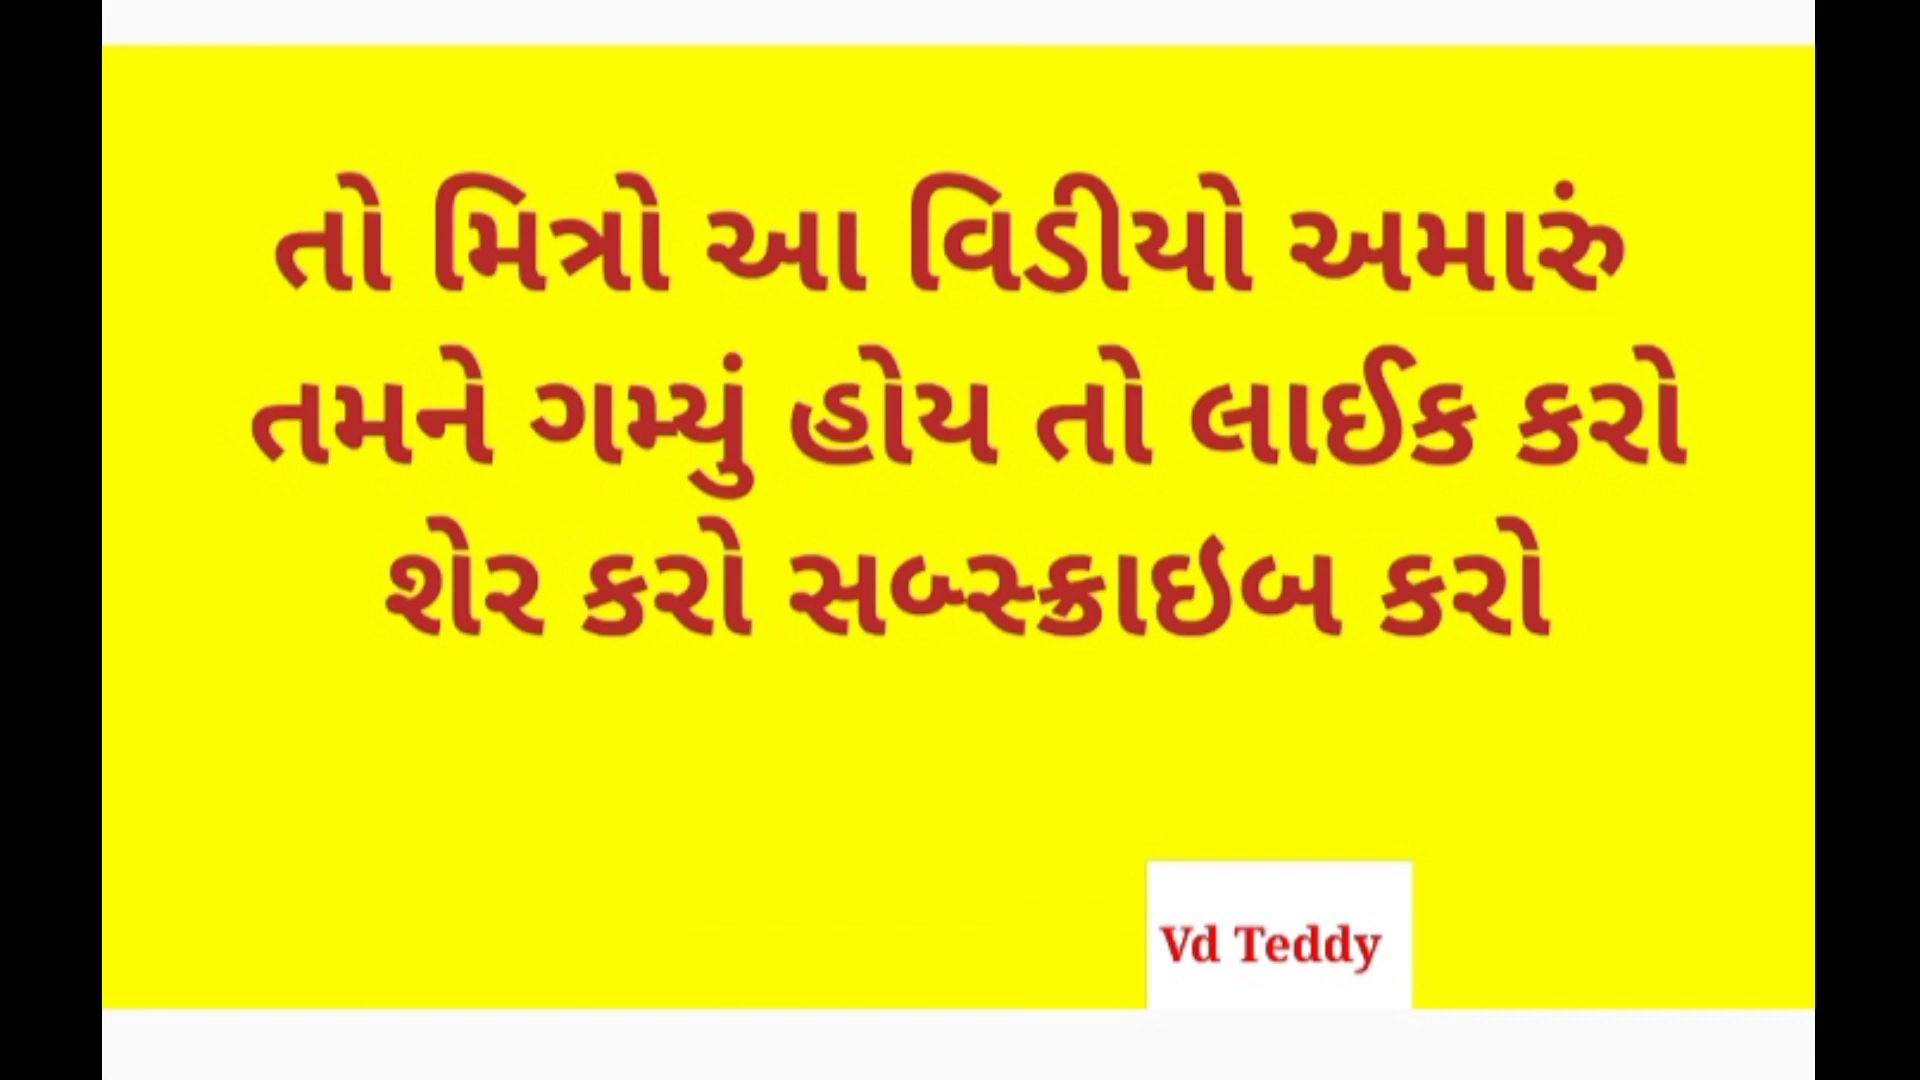 તો મિત્રો આ વિડીયો અમારું
તમને ગમ્યું હોય તો લાઈક કરો
શેર કરો સબ્સ્ક્રાઇબ કરો
Vd Teddy